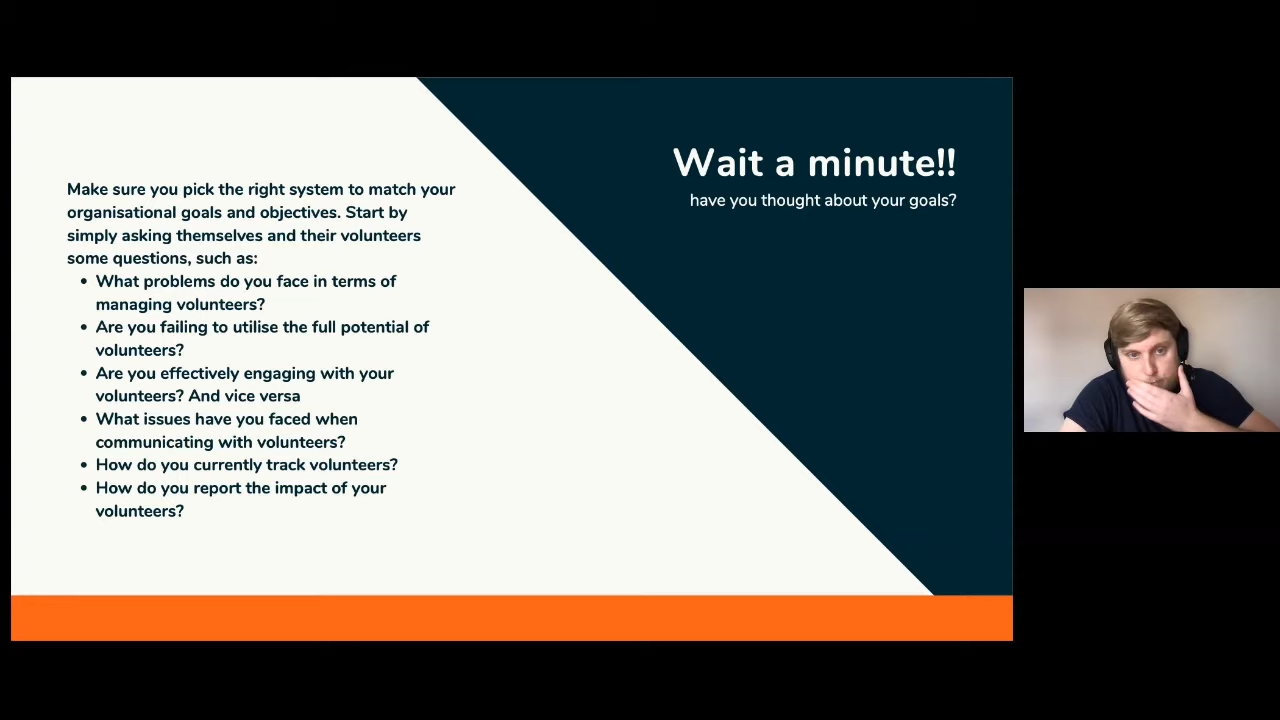 Wait a minute!!
have you thought about your goals?
Make sure you pick the right system to match your
organisational goals and objectives. Start by
simply asking themselves and their volunteers
some questions, such as:
• What problems do you face in terms of
managing volunteers?
• Are you failing to utilise the full potential of
volunteers?
• Are you effectively engaging with your
volunteers? And vice versa
• What issues have you faced when
communicating with volunteers?
• How do you currently track volunteers?
• How do you report the impact of your
volunteers?